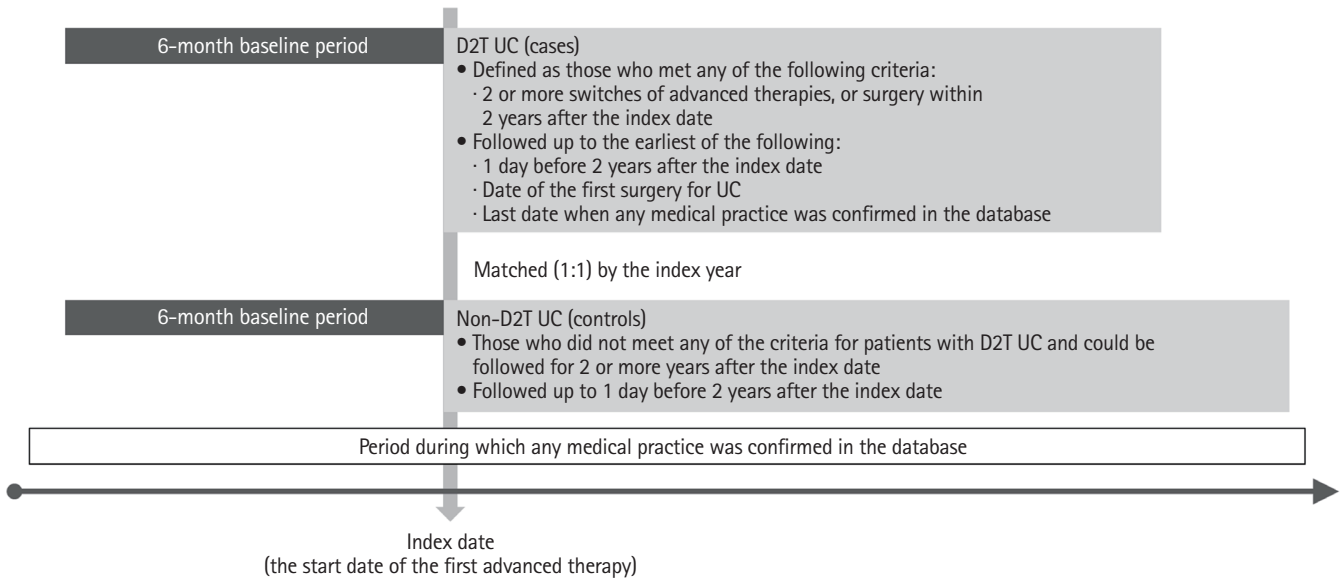 6-month baseline period
D2T UC (cases)
• Defined as those who met any of the following criteria:
· 2 or more switches of advanced therapies, or surgery within
2 years after the index date
• Followed up to the earliest of the following:
· 1 day before 2 years after the index date
· Date of the first surgery for UC
· Last date when any medical practice was confirmed in the database
Matched (1:1) by the index year
6-month baseline period
Non-D2T UC (controls)
• Those who did not meet any of the criteria for patients with D2T UC and could be
followed for 2 or more years after the index date
• Followed up to 1 day before 2 years after the index date
Period during which any medical practice was confirmed in the database
Index date
(the start date of the first advanced therapy)